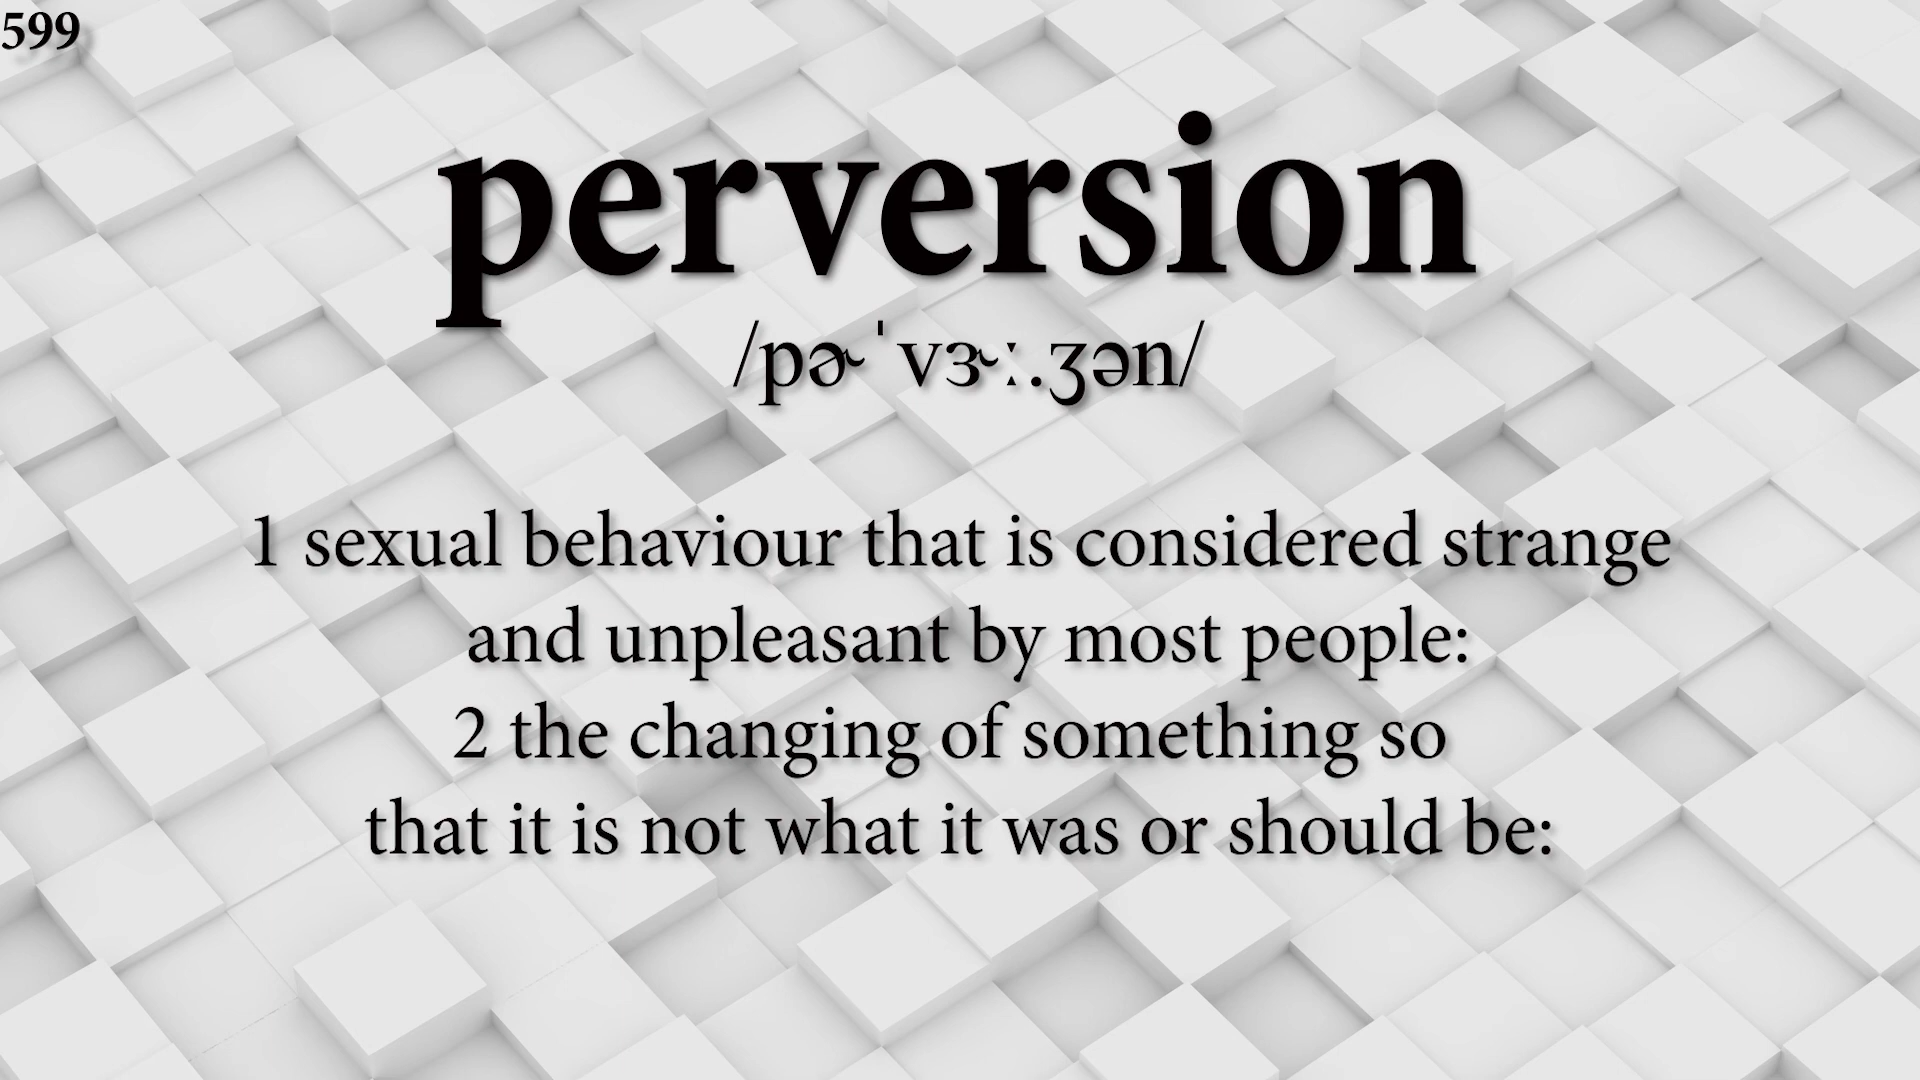 599
perversion
/pɚˈvɝː.ʒən/
1 sexual behaviour that is considered strange
and unpleasant by most people:
2 the changing of something so
that it is not what it was or should be: